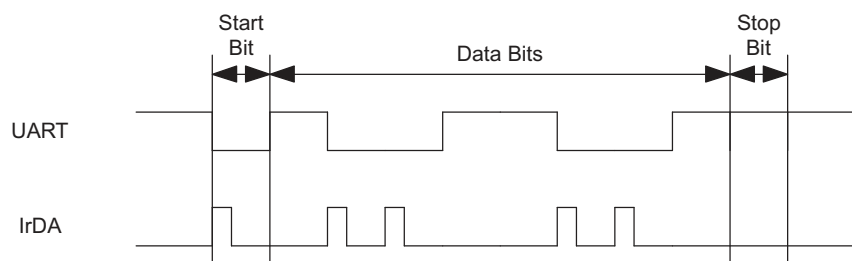 Start
Bit
Data Bits
Stop
Bit
UART
IrDA